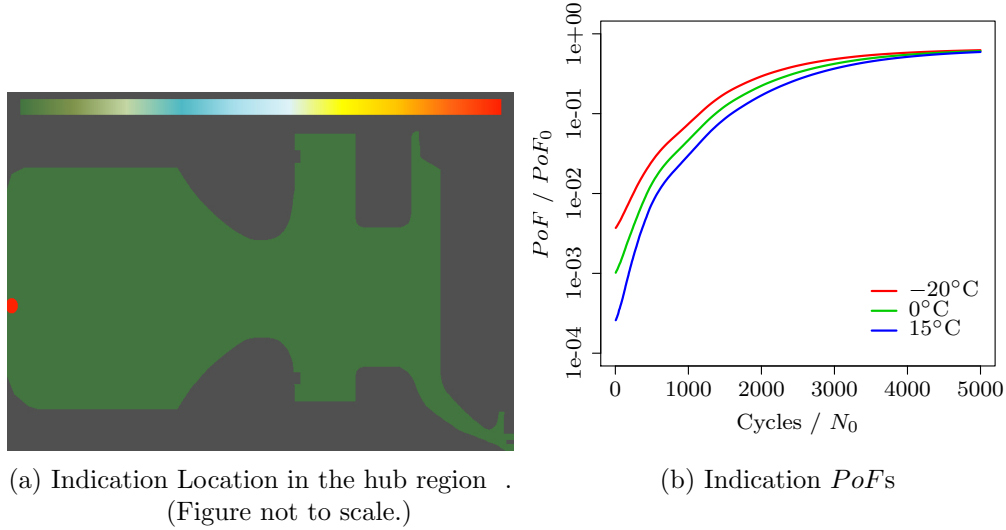 1e+00
1e-01
1e-02
1e-03
1e-04
PoF / PoF₀
−20°C
0°C
15°C
0 1000 2000 3000 4000 5000
Cycles / N₀
(a) Indication Location in the hub region .
(Figure not to scale.)
(b) Indication PoFs